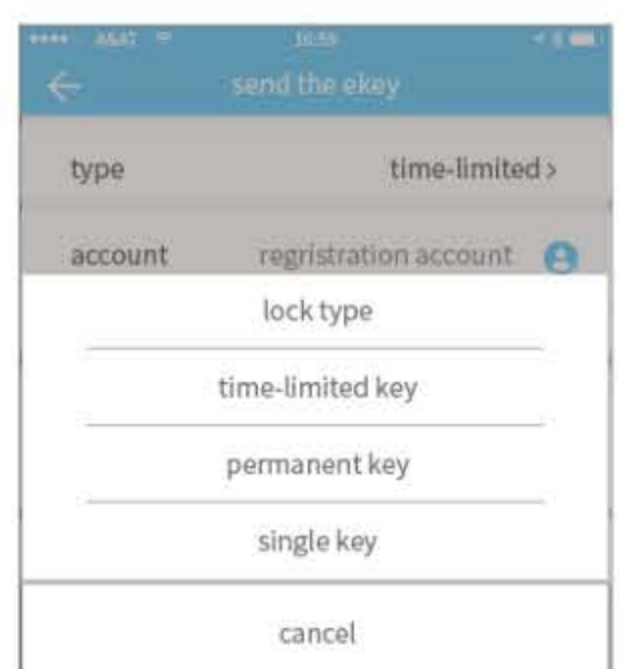 send the ekey
type time-limited >
account regristration account
lock type
time-limited key
permanent key
single key
cancel